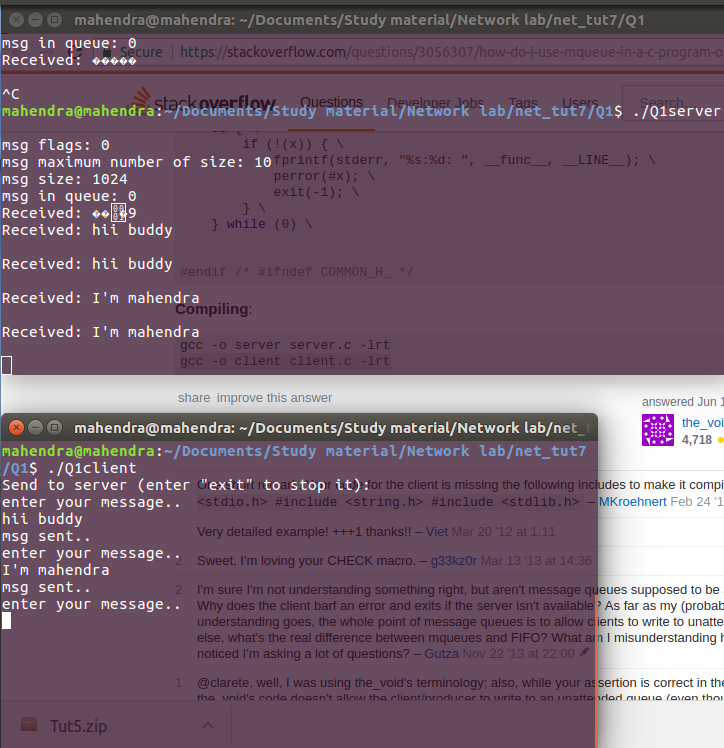 mahendra@mahendra: ~/Documents/Study material/Network lab/net_tut7/Q1
msg in queue: 0
Secure https://stackoverflow.com/questions/3056307/how-do-i-use-mqueue-in-a-c-program-o
Received: �����
^C
stackoverflow Questions Developer Jobs Tags Users Search
mahendra@mahendra:~/Documents/Study material/Network lab/net_tut7/Q1$ ./Q1server
msg flags: 0
if (!(x)) { \
msg maximum number of size: 10
fprintf(stderr, "%s:%d: ", __func__, __LINE__); \
perror(#x); \
msg size: 1024
exit(-1); \
msg in queue: 0
} \
Received: ���9
} while (0) \
Received: hii buddy
Received: hii buddy
#endif /* #ifndef COMMON_H_ */
Received: I'm mahendra
Compiling:
Received: I'm mahendra
gcc -o server server.c -lrt
gcc -o client client.c -lrt
share improve this answer
answered Jun 1
the_voi
4,718
mahendra@mahendra: ~/Documents/Study material/Network lab/net_
mahendra@mahendra:~/Documents/Study material/Network lab/net_tut7
/Q1$ ./Q1client
Send to server (enter "exit" to stop it):
for the client is missing the following includes to make it compi
enter your message..
<stdio.h> #include <string.h> #include <stdlib.h> – MKroehnert Feb 24 '1
hii buddy
msg sent..
Very detailed example! +++1 thanks!! – Viet Mar 20 '12 at 1:11
enter your message..
2 Sweet, I'm loving your CHECK macro. – g33kz0r Mar 13 '13 at 14:36
I'm mahendra
msg sent..
2 I'm sure I'm not understanding something right, but aren't message queues supposed to be
enter your message..
Why does the client barf an error and exits if the server isn't available? As far as my (probab
understanding goes, the whole point of message queues is to allow clients to write to unatte
else, what's the real difference between mqueues and FIFO? What am I misunderstanding h
noticed I'm asking a lot of questions? – Gutza Nov 22 '13 at 22:00
1 @clarete, well, I was using the_void's terminology; also, while your assertion is correct in the
the_void's code doesn't allow the client/producer to write to an unattended queue (even thou
Tut5.zip